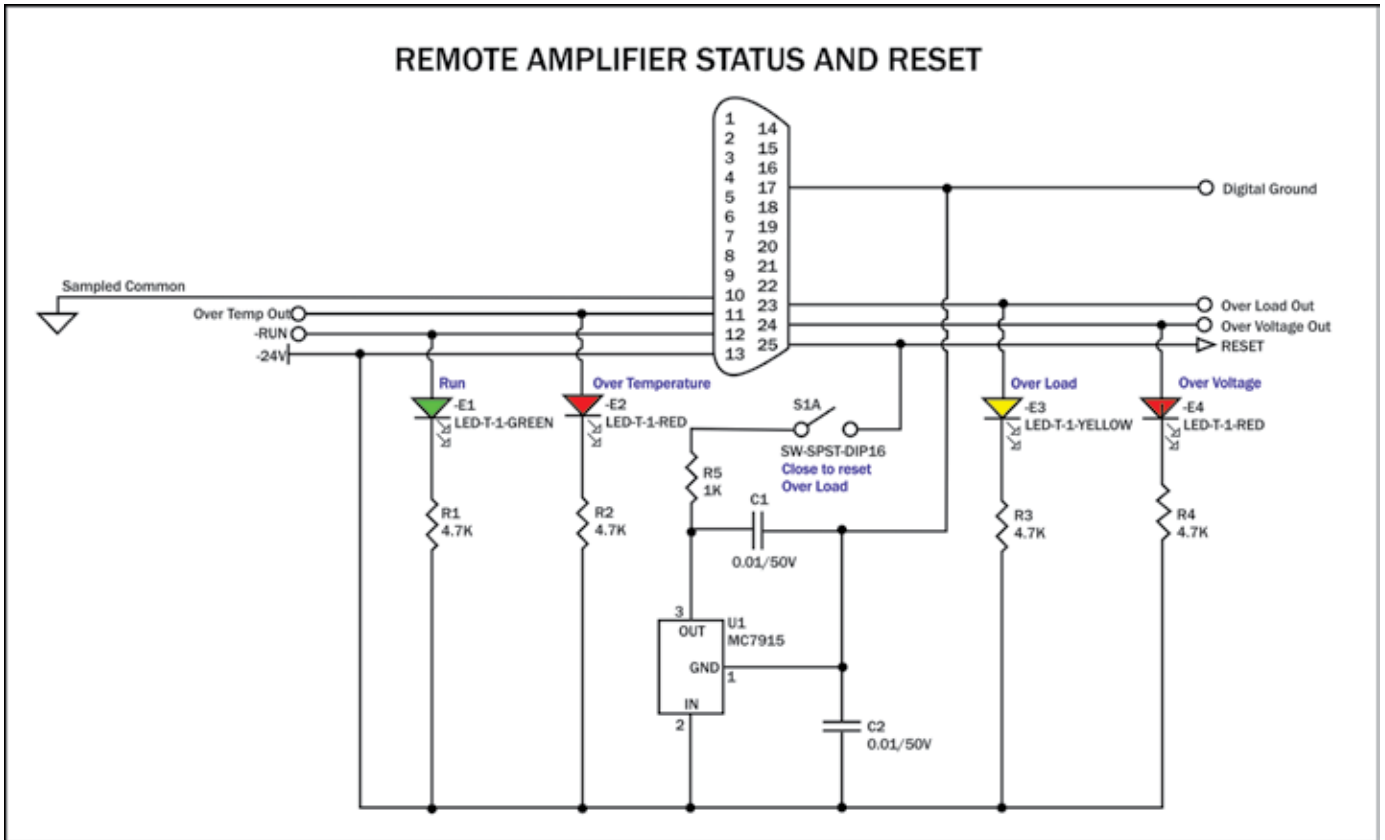 REMOTE AMPLIFIER STATUS AND RESET
1
2
3
4
5
6
7
8
9
10
11
12
13
14
15
16
17
18
19
20
21
22
23
24
25
Digital Ground
Sampled Common
Over Temp Out
-RUN
-24V
Over Load Out
Over Voltage Out
RESET
Run
-E1
LED-T-1-GREEN
Over Temperature
-E2
LED-T-1-RED
S1A
SW-SPST-DIP16
Close to reset
Over Load
Over Load
-E3
LED-T-1-YELLOW
Over Voltage
-E4
LED-T-1-RED
R5
1K
C1
0.01/50V
R1
4.7K
R2
4.7K
R3
4.7K
R4
4.7K
3
OUT
U1
MC7915
GND
1
IN
2
C2
0.01/50V